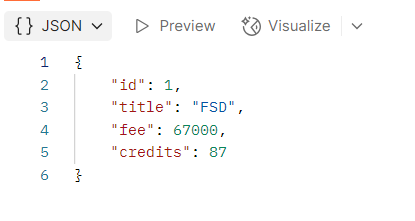 {} JSON Preview Visualize
1 {
2 "id": 1,
3 "title": "FSD",
4 "fee": 67000,
5 "credits": 87
6 }